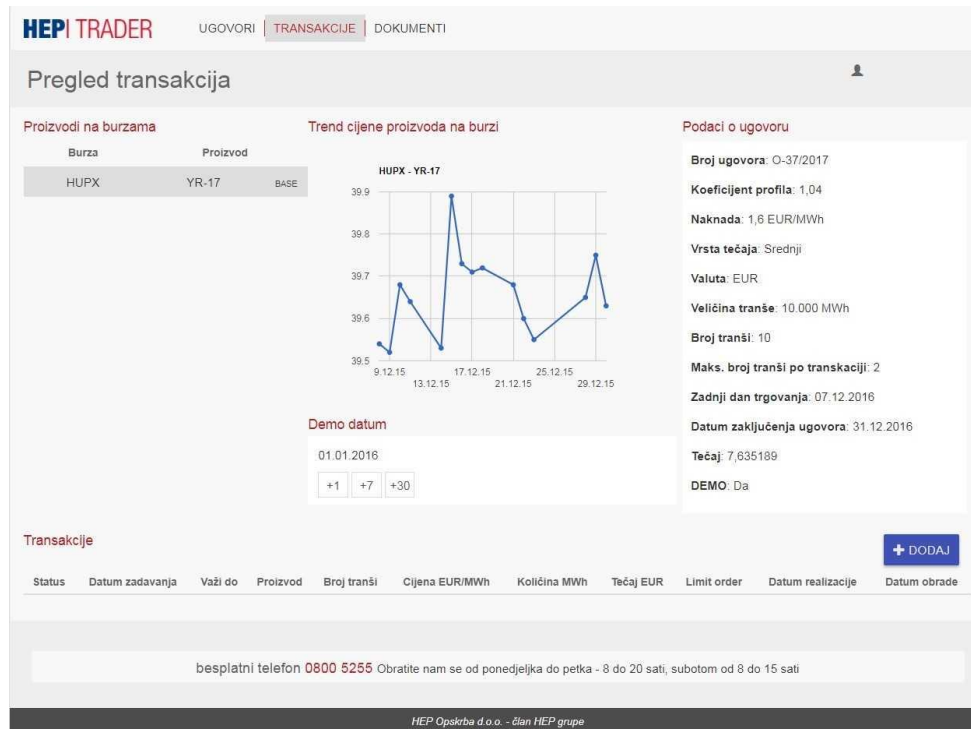 HEP| TRADER
UGOVORI | TRANSAKCIJE | DOKUMENTI
Pregled transakcija
Proizvodi na burzama
Burza Proizvod
HUPX YR-17 BASE
Trend cijene proizvoda na burzi
HUPX - YR-17
39.9
39.8
39.7
39.6
39.5
9.12.15 17.12.15 25.12.15
13.12.15 21.12.15 29.12.15
Demo datum
01.01.2016
+1 +7 +30
Podaci o ugovoru
Broj ugovora: O-37/2017
Koeficijent profila: 1,04
Naknada: 1,6 EUR/MWh
Vrsta tečaja: Srednji
Valuta: EUR
Veličina tranše: 10.000 MWh
Broj tranši: 10
Maks. broj tranši po transkaciji: 2
Zadnji dan trgovanja: 07.12.2016
Datum zaključenja ugovora: 31.12.2016
Tečaj: 7,635189
DEMO: Da
Transakcije
+ DODAJ
Status Datum zadavanja Važi do Proizvod Broj tranši Cijena EUR/MWh Količina MWh Tečaj EUR Limit order Datum realizacije Datum obrade
besplatni telefon 0800 5255 Obratite nam se od ponedjeljka do petka - 8 do 20 sati, subotom od 8 do 15 sati
HEP Opskrba d.o.o. - član HEP grupe